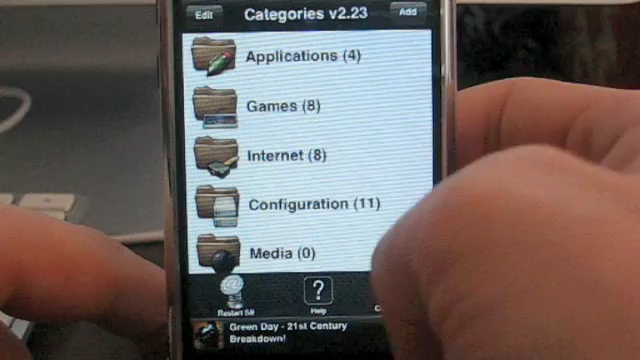 Edit
Categories v2.23
Add
Applications (4)
Games (8)
Internet (8)
Configuration (11)
Media (0)
Restart SB
?
Help
Green Day - 21st Century
Breakdown!